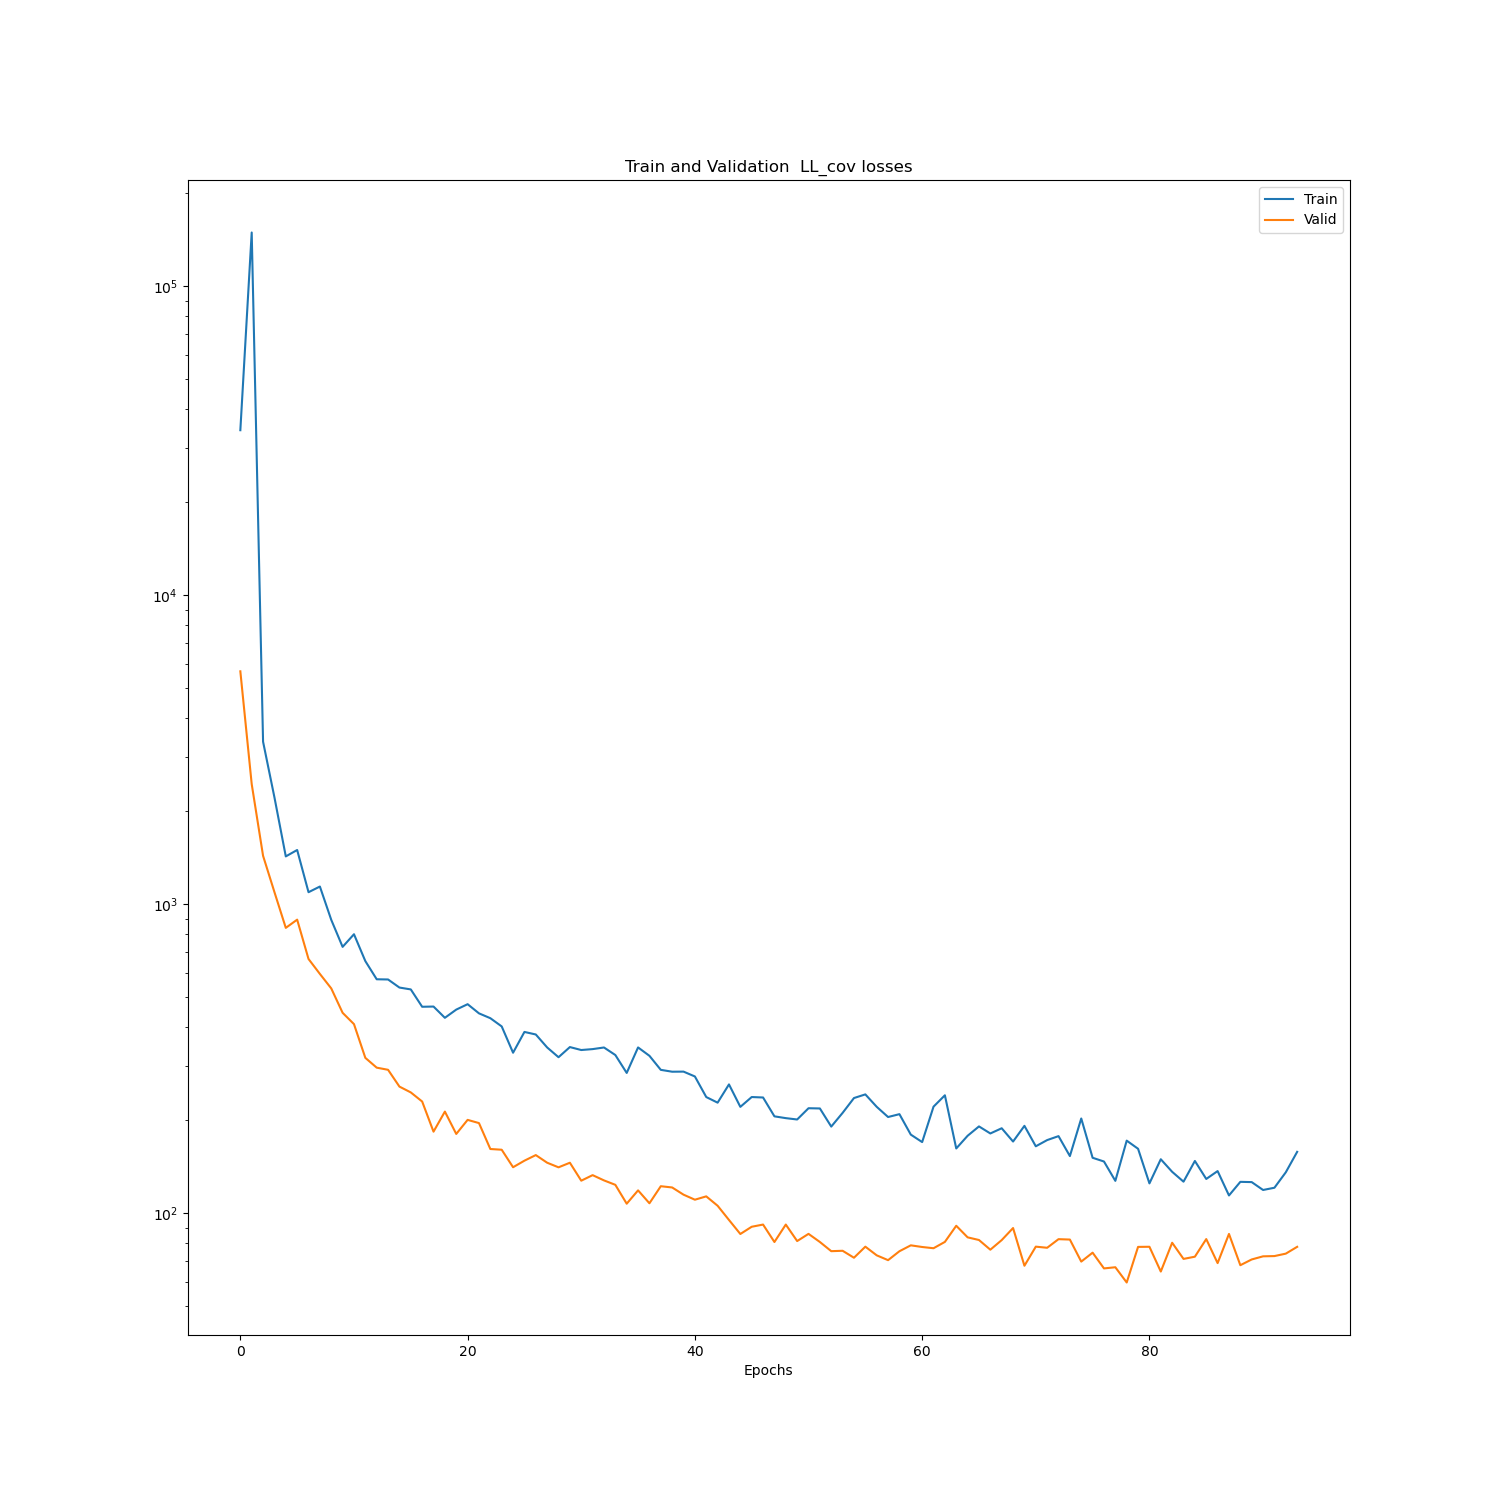 Train and Validation  LL_cov losses
Train
Valid
10^5
10^4
10^3
10^2
0 20 40 60 80
Epochs